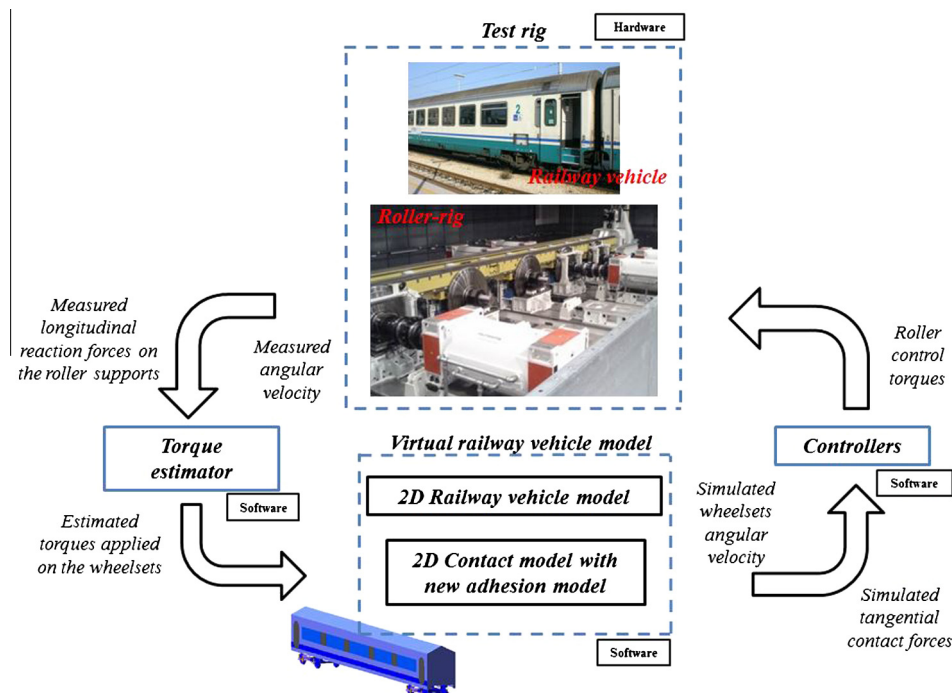 Test rig
Hardware
2
Railway vehicle
Roller-rig
Measured
longitudinal
reaction forces on
the roller supports
Measured
angular
velocity
Roller
control
torques
Torque
estimator
Software
Virtual railway vehicle model
2D Railway vehicle model
2D Contact model with
new adhesion model
Software
Controllers
Software
Estimated
torques applied
on the wheelsets
Simulated
wheelsets
angular
velocity
Simulated
tangential
contact forces